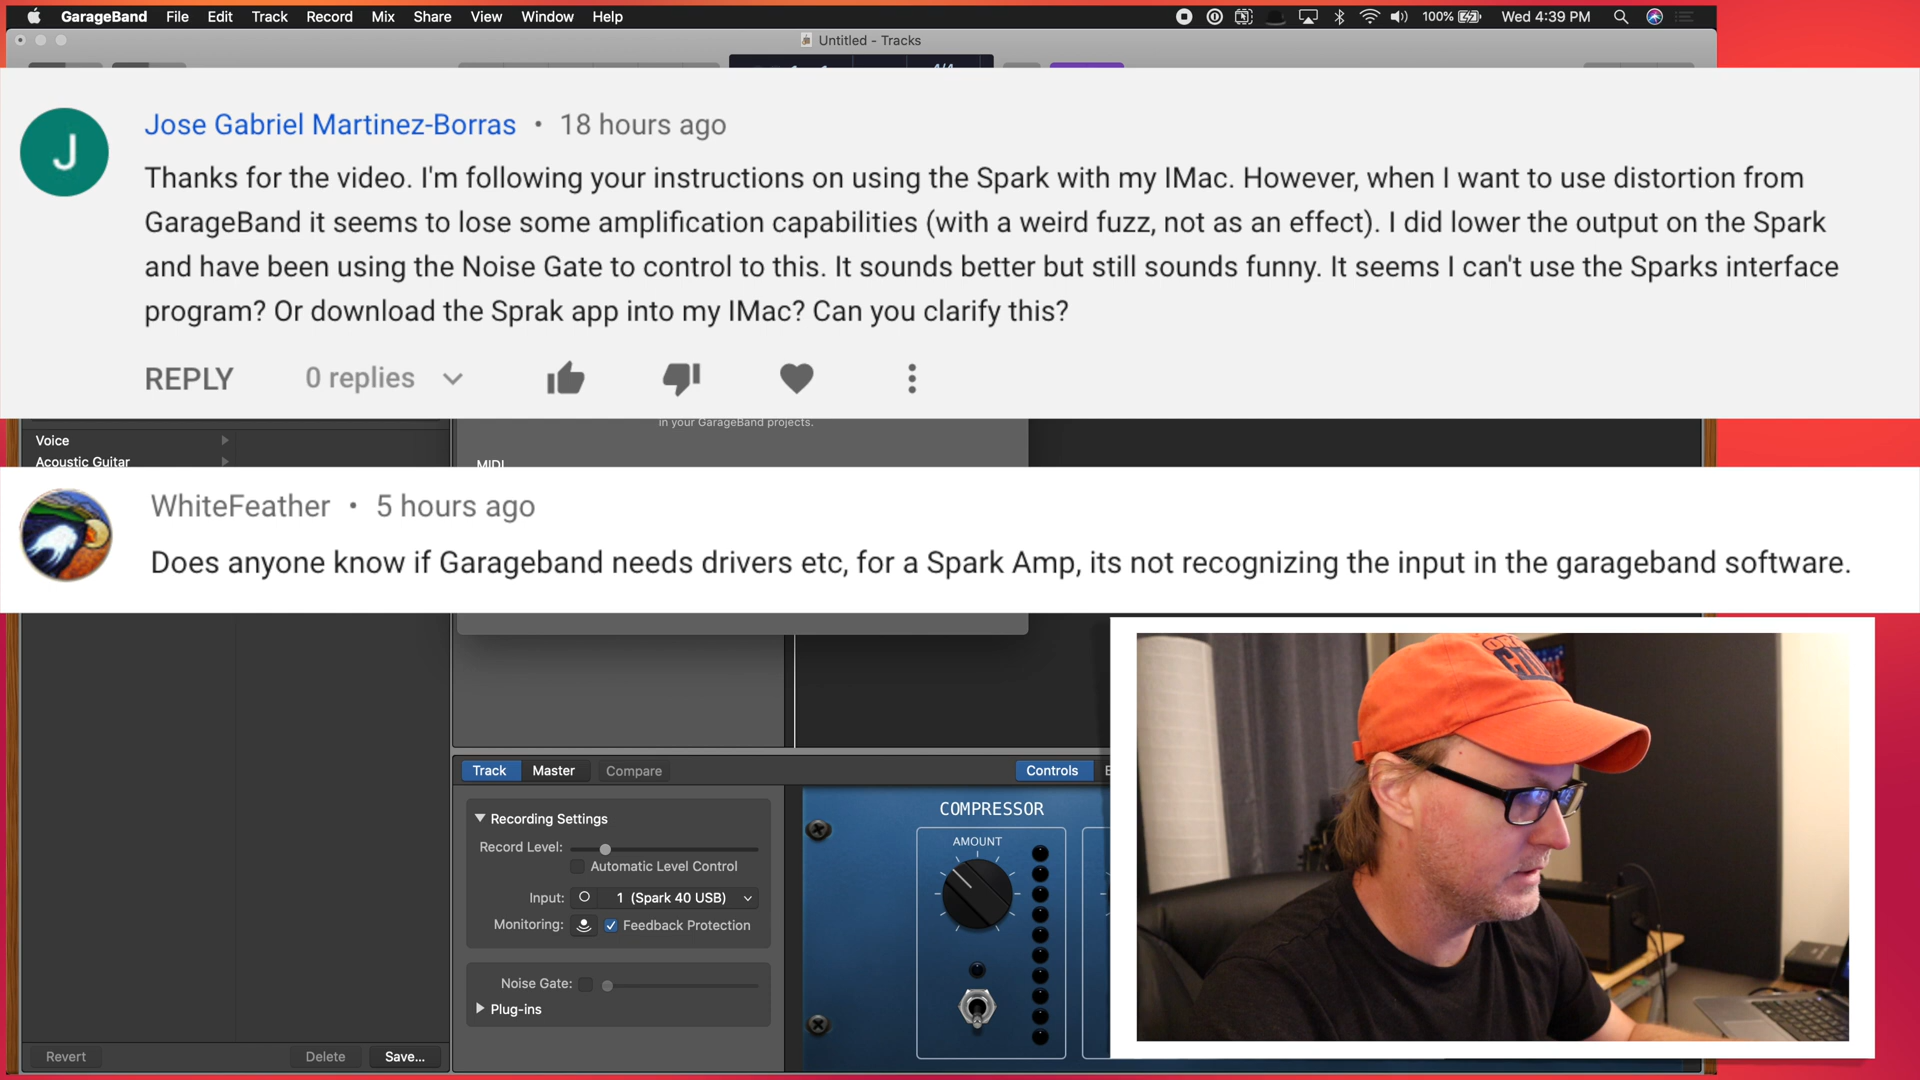 GarageBand File Edit Track Record Mix Share View Window Help 100% Wed 4:39 PM
Untitled - Tracks
J
Jose Gabriel Martinez-Borras • 18 hours ago
Thanks for the video. I'm following your instructions on using the Spark with my IMac. However, when I want to use distortion from
GarageBand it seems to lose some amplification capabilities (with a weird fuzz, not as an effect). I did lower the output on the Spark
and have been using the Noise Gate to control to this. It sounds better but still sounds funny. It seems I can't use the Sparks interface
program? Or download the Sprak app into my IMac? Can you clarify this?
REPLY 0 replies
in your GarageBand projects.
Voice
Acoustic Guitar
MIDI
WhiteFeather • 5 hours ago
Does anyone know if Garageband needs drivers etc, for a Spark Amp, its not recognizing the input in the garageband software.
Track Master Compare Controls
Recording Settings
Record Level:
Automatic Level Control
Input: 1 (Spark 40 USB)
Monitoring: Feedback Protection
Noise Gate:
Plug-ins
COMPRESSOR
AMOUNT
Revert Delete Save...